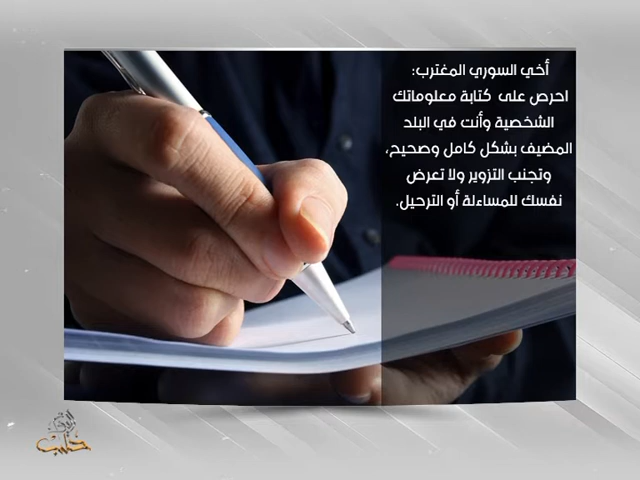 أخي السوري المغترب:
احرص على كتابة معلوماتك
الشخصية وأنت في البلد
المضيف بشكل كامل وصحيح،
وتجنب التزوير ولا تعرض
نفسك للمساءلة أو الترحيل.
حلب